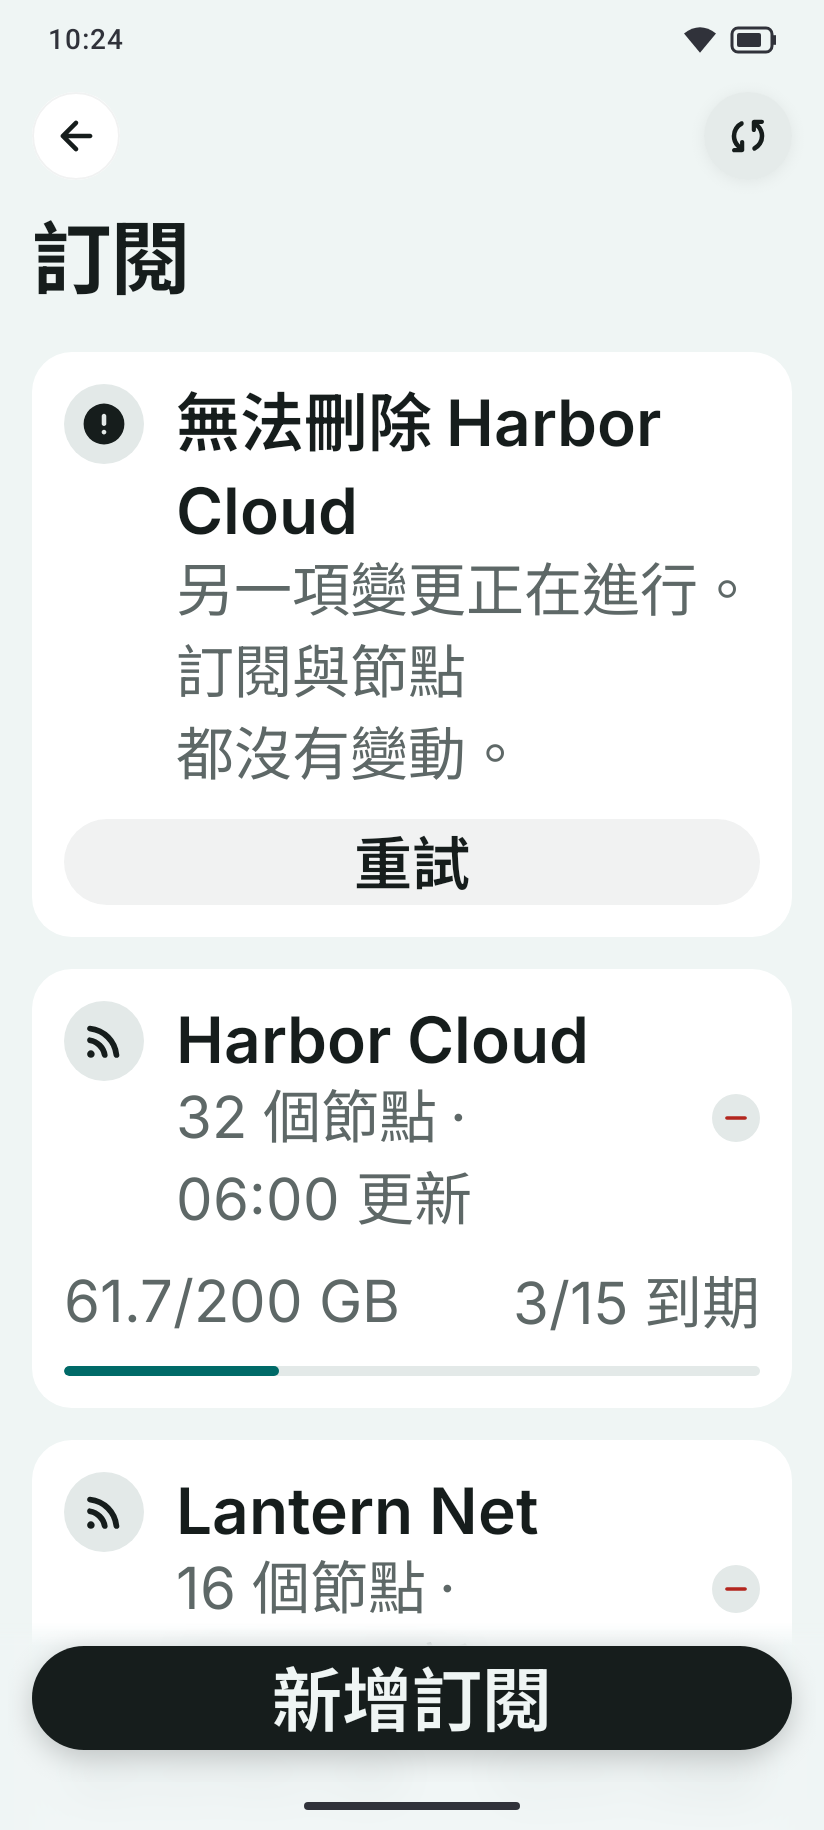 10:24
訂閱
無法刪除 Harbor
Cloud
另一項變更正在進行。
訂閱與節點
都沒有變動。
重試
Harbor Cloud
32 個節點 ·
06:00 更新
61.7/200 GB
3/15 到期
Lantern Net
16 個節點 ·
新增訂閱